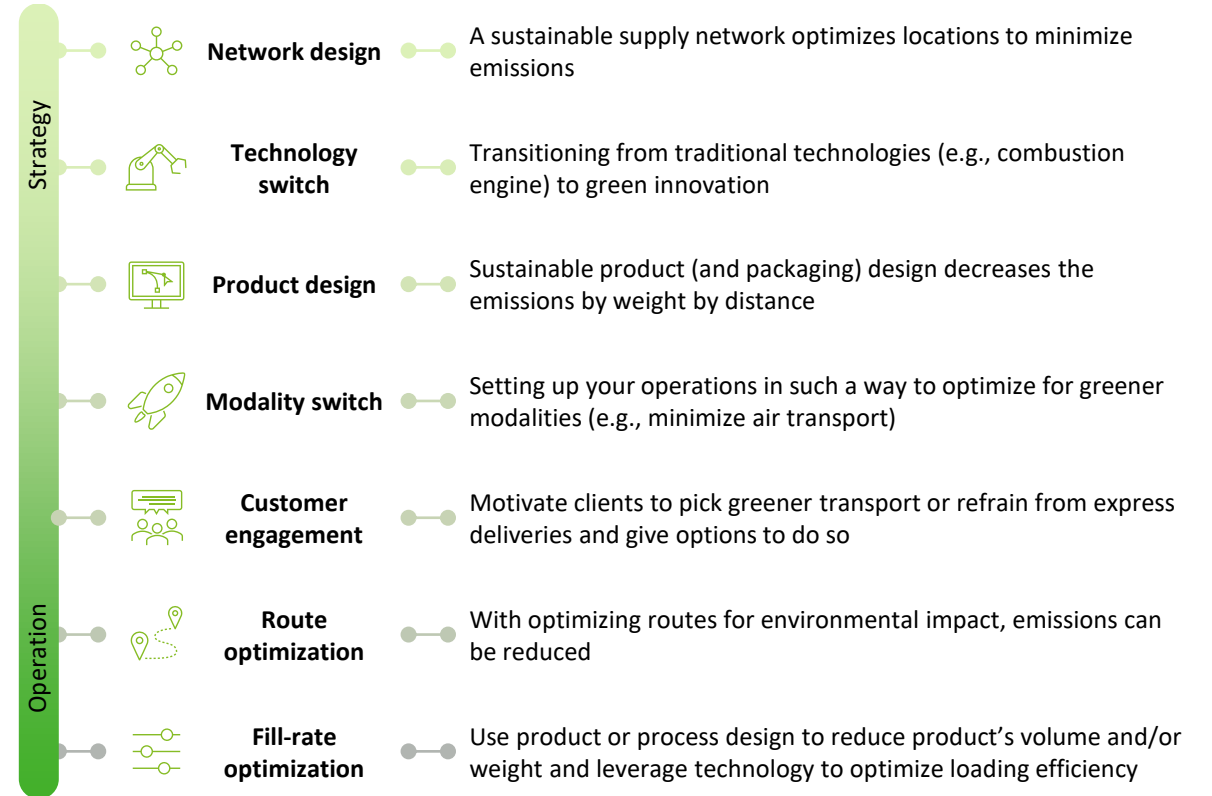 Strategy
Network design
A sustainable supply network optimizes locations to minimize
emissions
Technology
switch
Transitioning from traditional technologies (e.g., combustion
engine) to green innovation
Product design
Sustainable product (and packaging) design decreases the
emissions by weight by distance
Modality switch
Setting up your operations in such a way to optimize for greener
modalities (e.g., minimize air transport)
Customer
engagement
Motivate clients to pick greener transport or refrain from express
deliveries and give options to do so
Operation
Route
optimization
With optimizing routes for environmental impact, emissions can
be reduced
Fill-rate
optimization
Use product or process design to reduce product’s volume and/or
weight and leverage technology to optimize loading efficiency